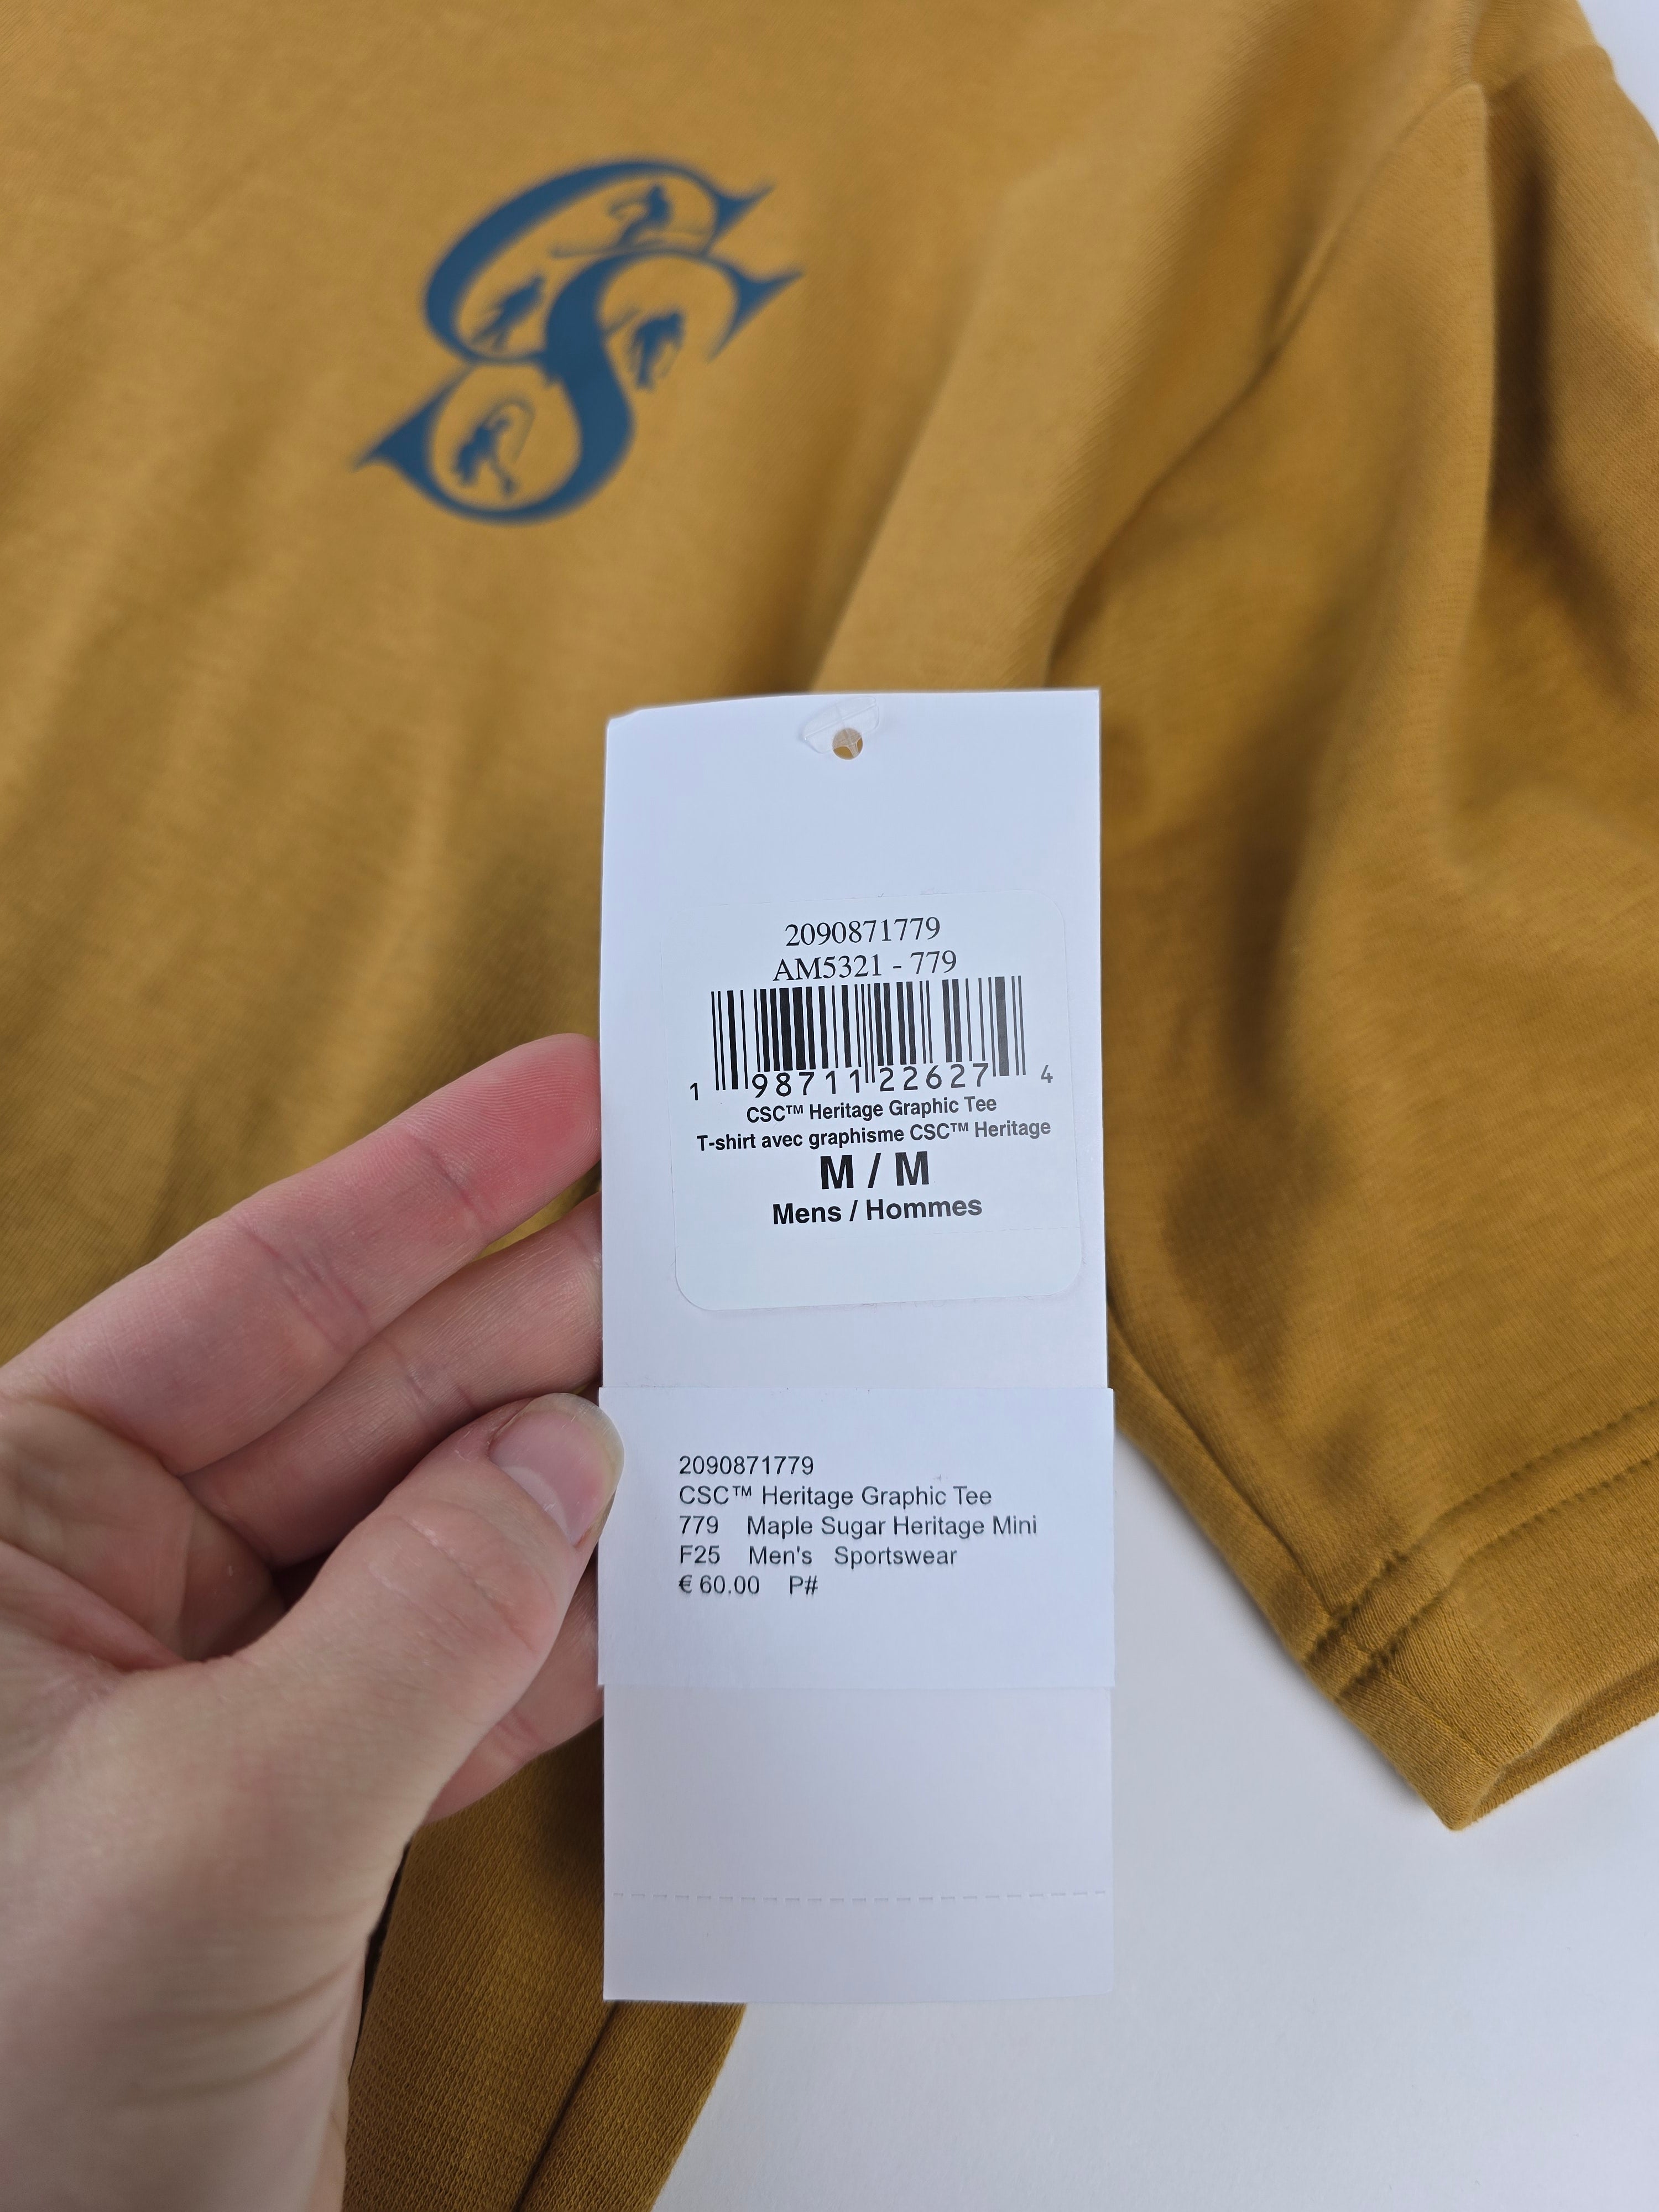 2090871779
AM5321 - 779
1 98711 22627 4
CSC™ Heritage Graphic Tee
T-shirt avec graphisme CSC™ Heritage
M / M
Mens / Hommes
2090871779
CSC™ Heritage Graphic Tee
779 Maple Sugar Heritage Mini
F25 Men's Sportswear
€ 60.00 P#